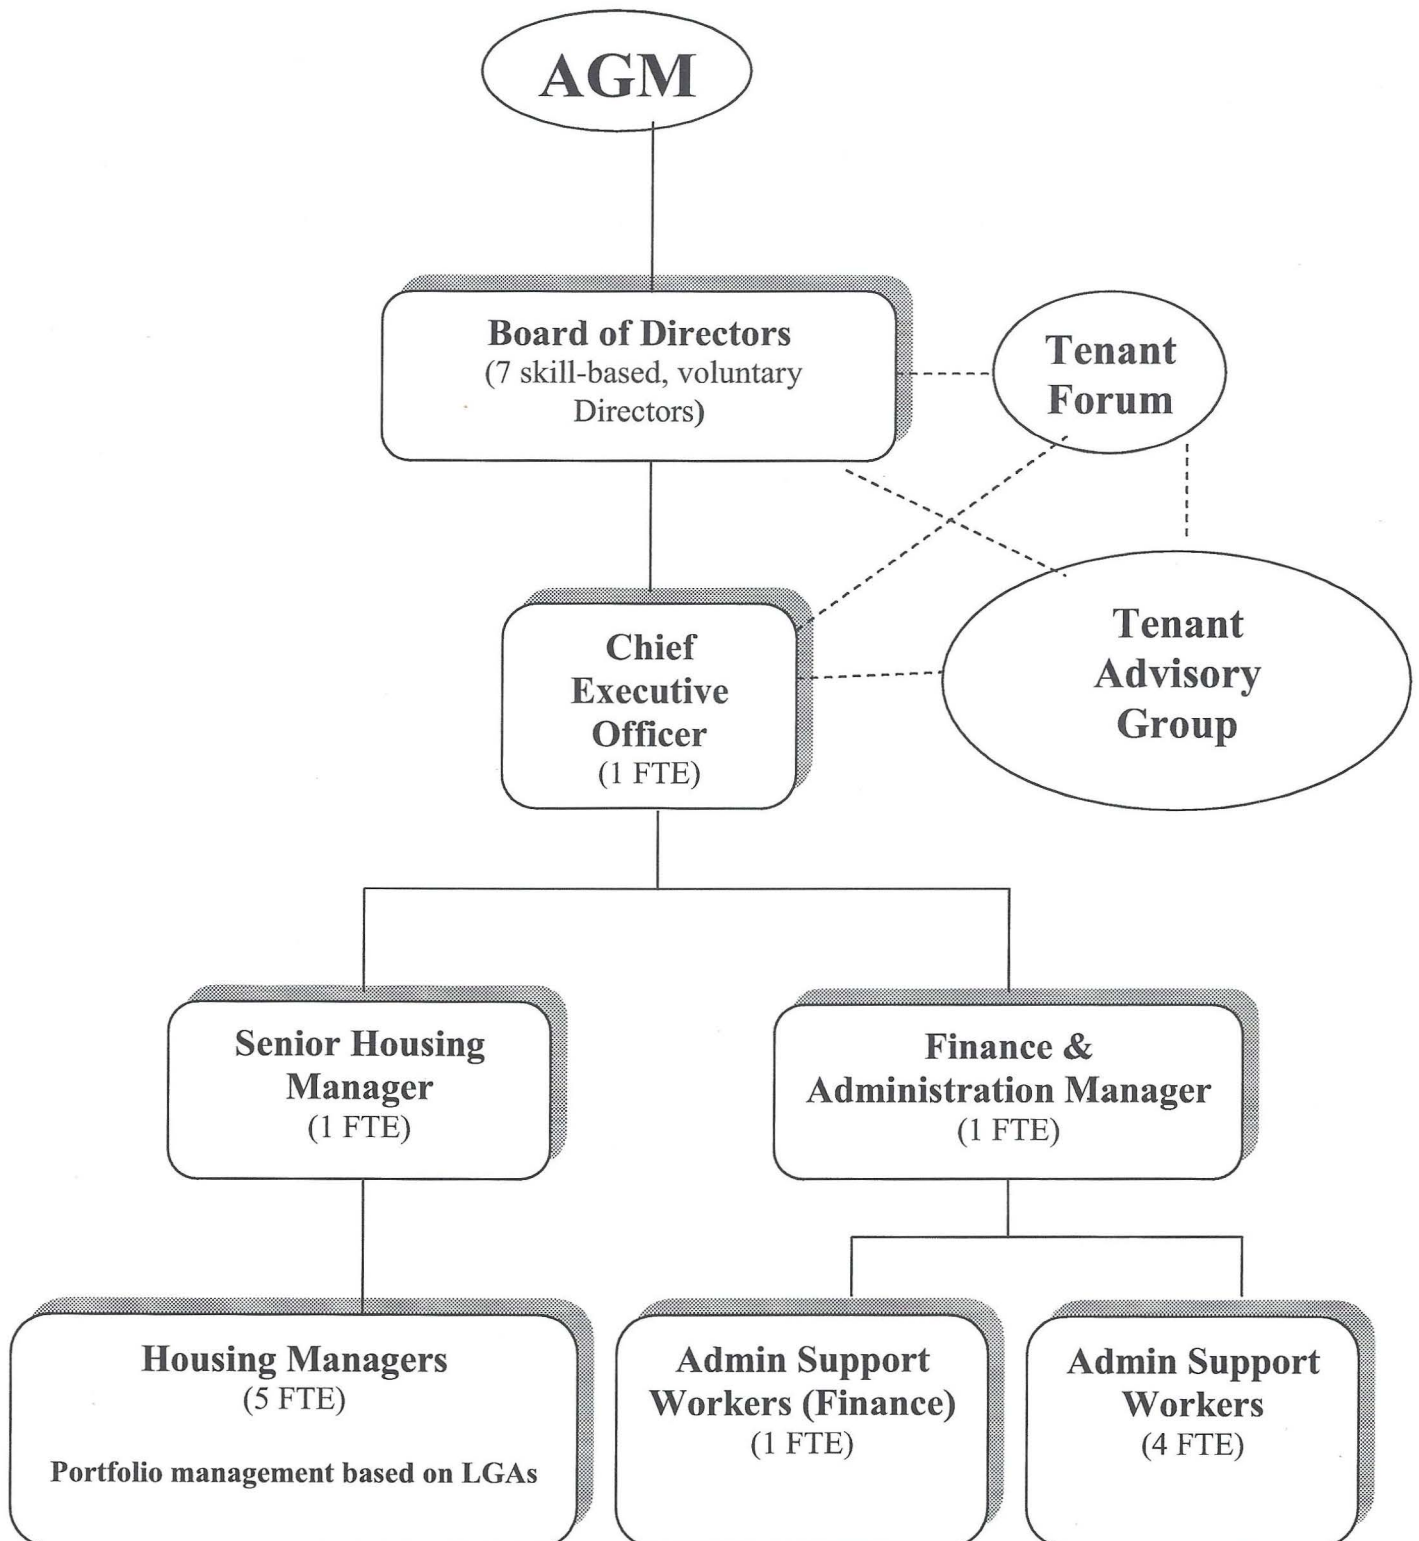 AGM
Board of Directors
(7 skill-based, voluntary
Directors)
Tenant
Forum
Chief
Executive
Officer
(1 FTE)
Tenant
Advisory
Group
Senior Housing
Manager
(1 FTE)
Finance &
Administration Manager
(1 FTE)
Housing Managers
(5 FTE)
Portfolio management based on LGAs
Admin Support
Workers (Finance)
(1 FTE)
Admin Support
Workers
(4 FTE)